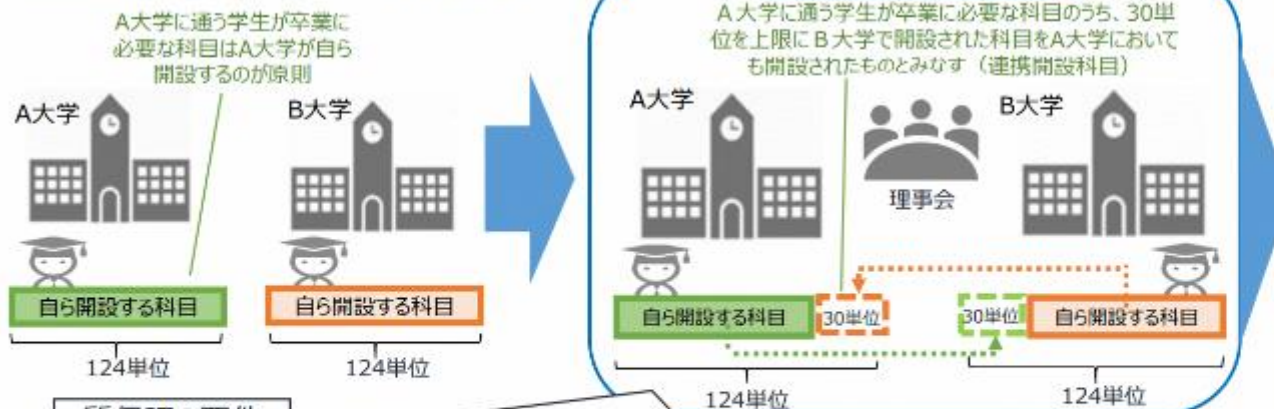 A大学に通う学生が卒業に
必要な科目はA大学が自ら
開設するのが原則
A大学
B大学
自ら開設する科目
自ら開設する科目
124単位
124単位
A大学に通う学生が卒業に必要な科目のうち、30単
位を上限にB大学で開設された科目をA大学において
も開設されたものとみなす（連携開設科目）
A大学
B大学
理事会
自ら開設する科目
30単位
30単位
自ら開設する科目
124単位
124単位